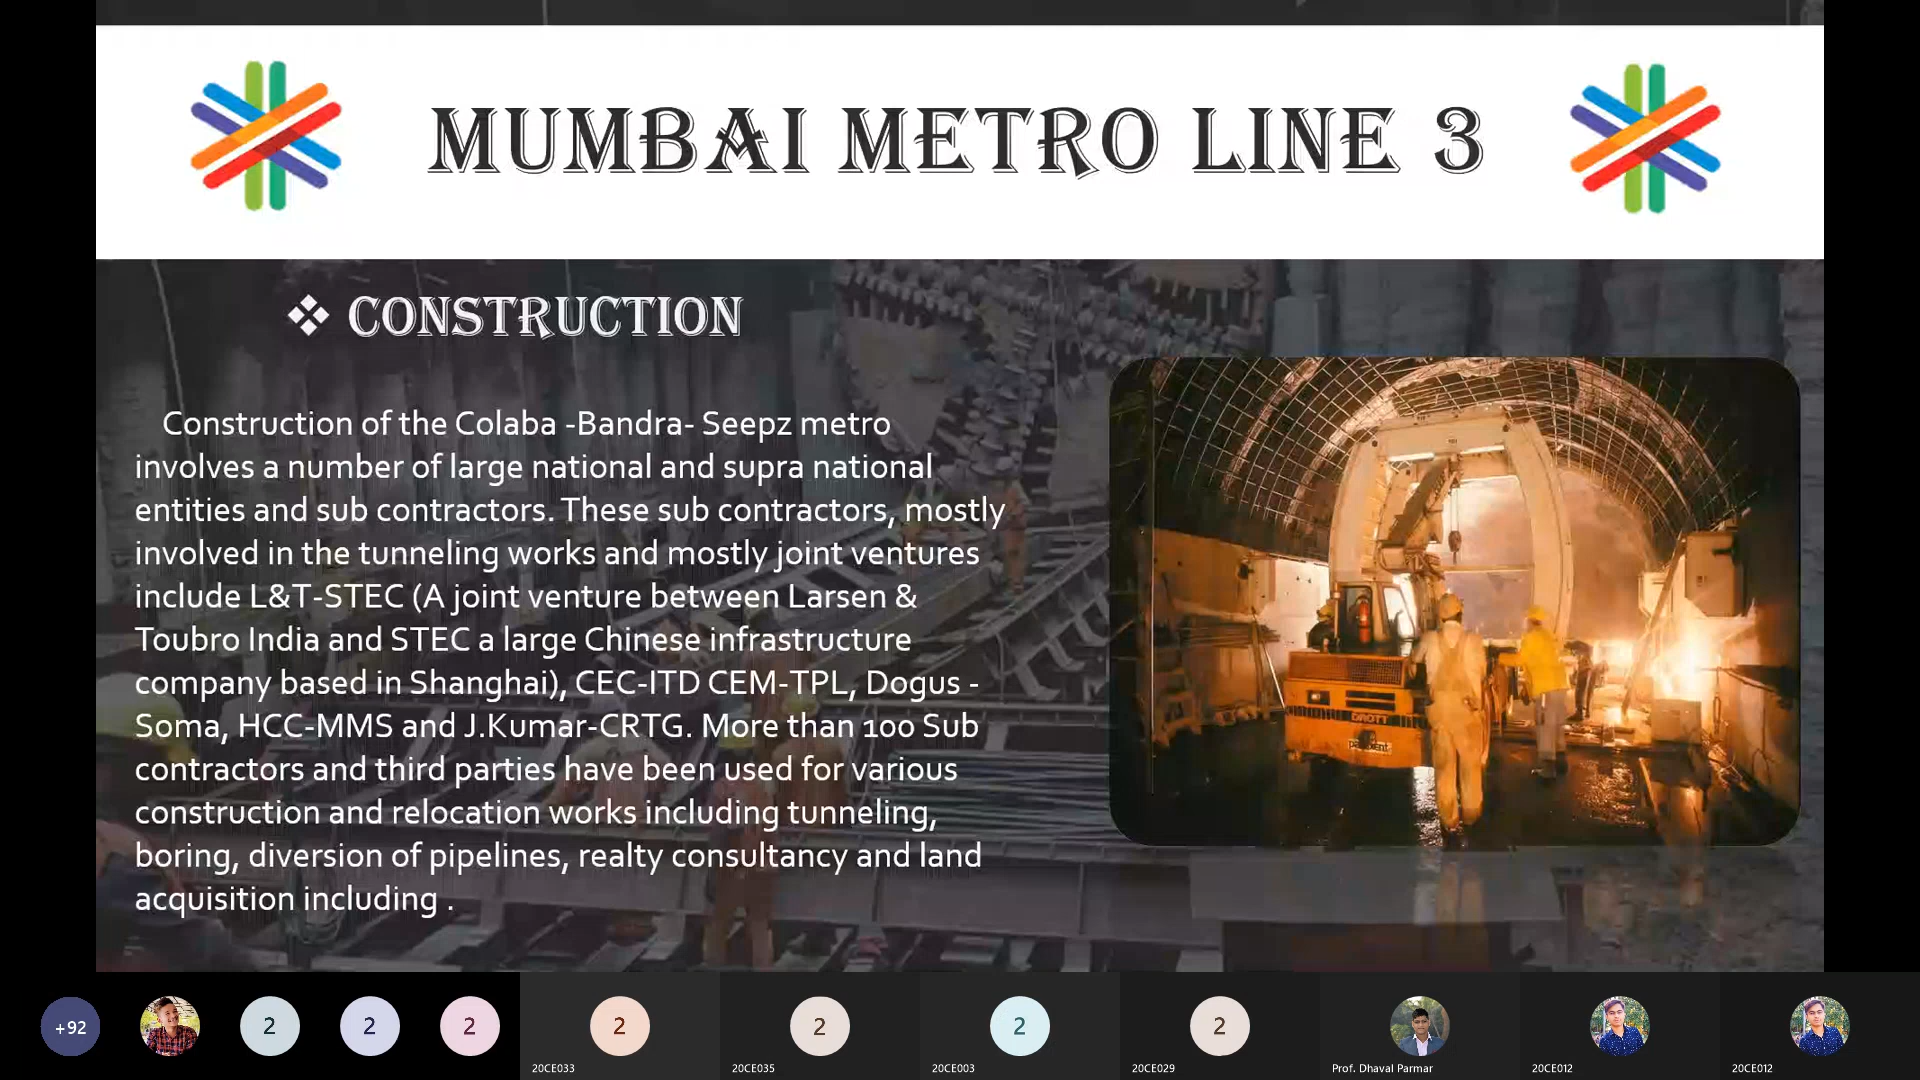 MUMBAI METRO LINE 3
❖ CONSTRUCTION
Construction of the Colaba -Bandra- Seepz metro
involves a number of large national and supra national
entities and sub contractors. These sub contractors, mostly
involved in the tunneling works and mostly joint ventures
include L&T-STEC (A joint venture between Larsen &
Toubro India and STEC a large Chinese infrastructure
company based in Shanghai), CEC-ITD CEM-TPL, Dogus -
Soma, HCC-MMS and J.Kumar-CRTG. More than 100 Sub
contractors and third parties have been used for various
construction and relocation works including tunneling,
boring, diversion of pipelines, realty consultancy and land
acquisition including .
+92
2
2
2
2
2
2
2
20CE033
20CE035
20CE003
20CE029
Prof. Dhaval Parmar
20CE012
20CE012